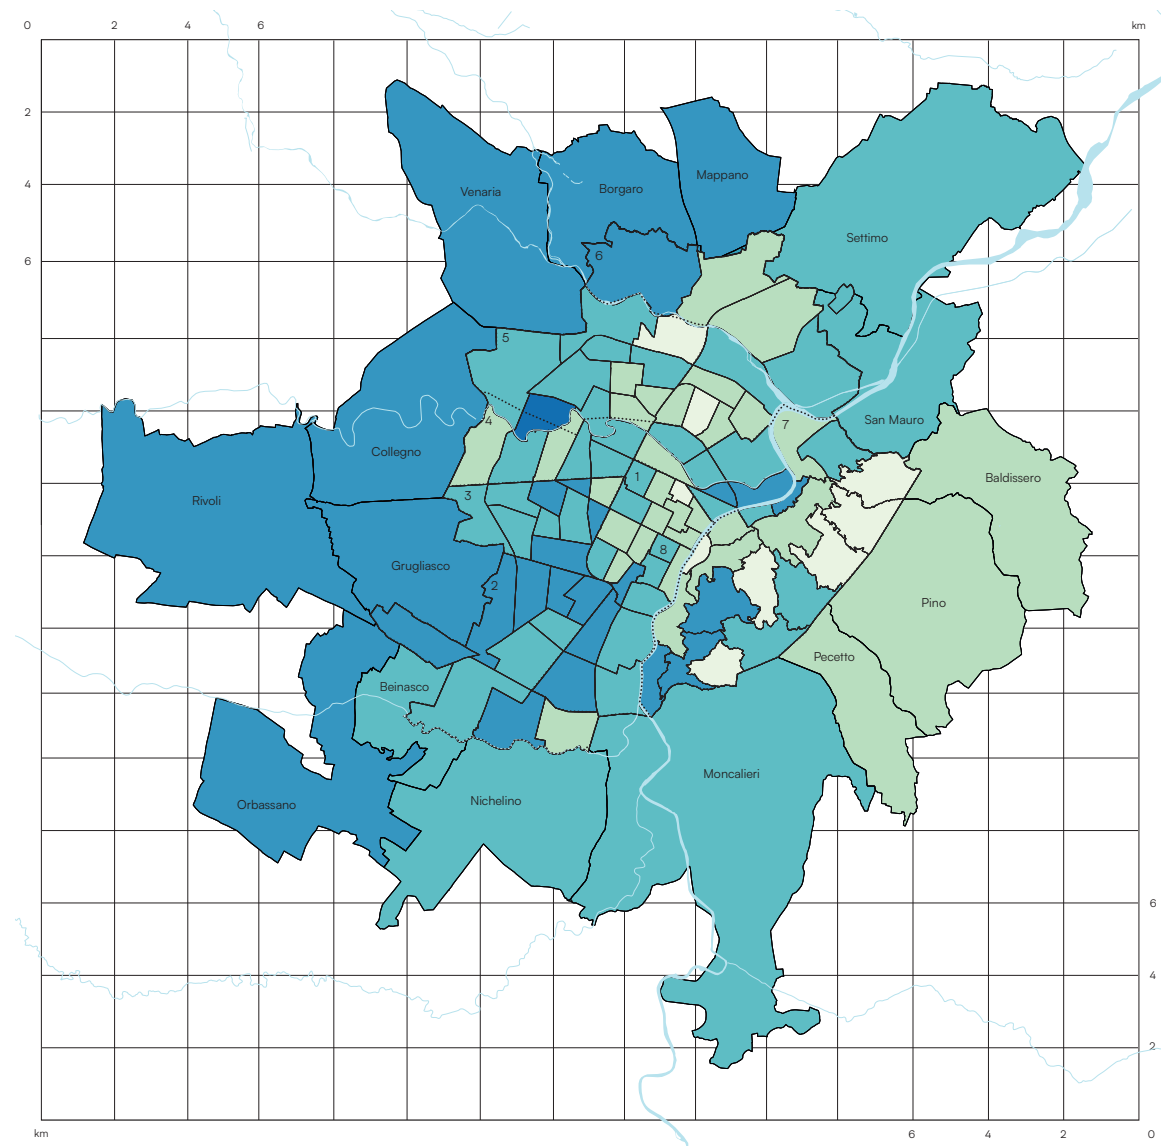 0 2 4 6 km
2
Mappano
4
Venaria
Borgaro
Settimo
6
6
5
San Mauro
4
7
Collegno
Baldissero
1
3
Rivoli
8
Grugliasco
2
Pino
Pecetto
Beinasco
Moncalieri
Nichelino
Orbassano
6
4
2
km 6 4 2 0